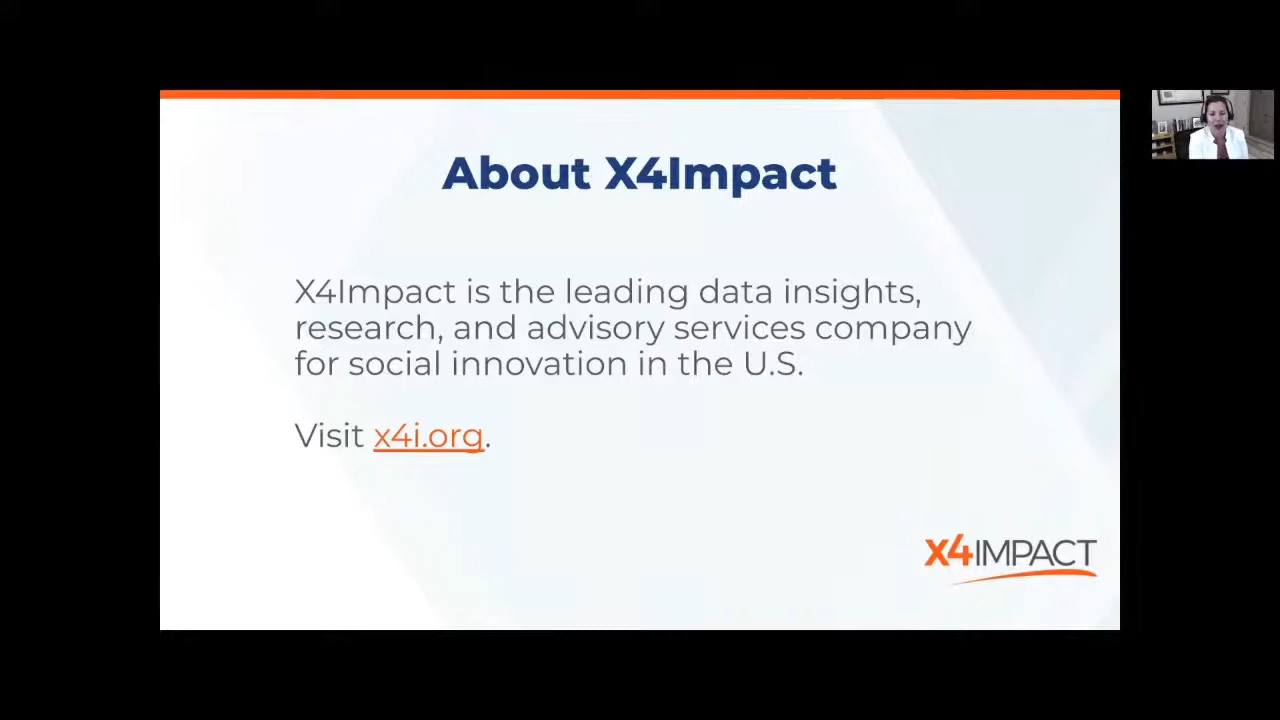 About X4Impact
X4Impact is the leading data insights,
research, and advisory services company
for social innovation in the U.S.
Visit x4i.org.
X4IMPACT